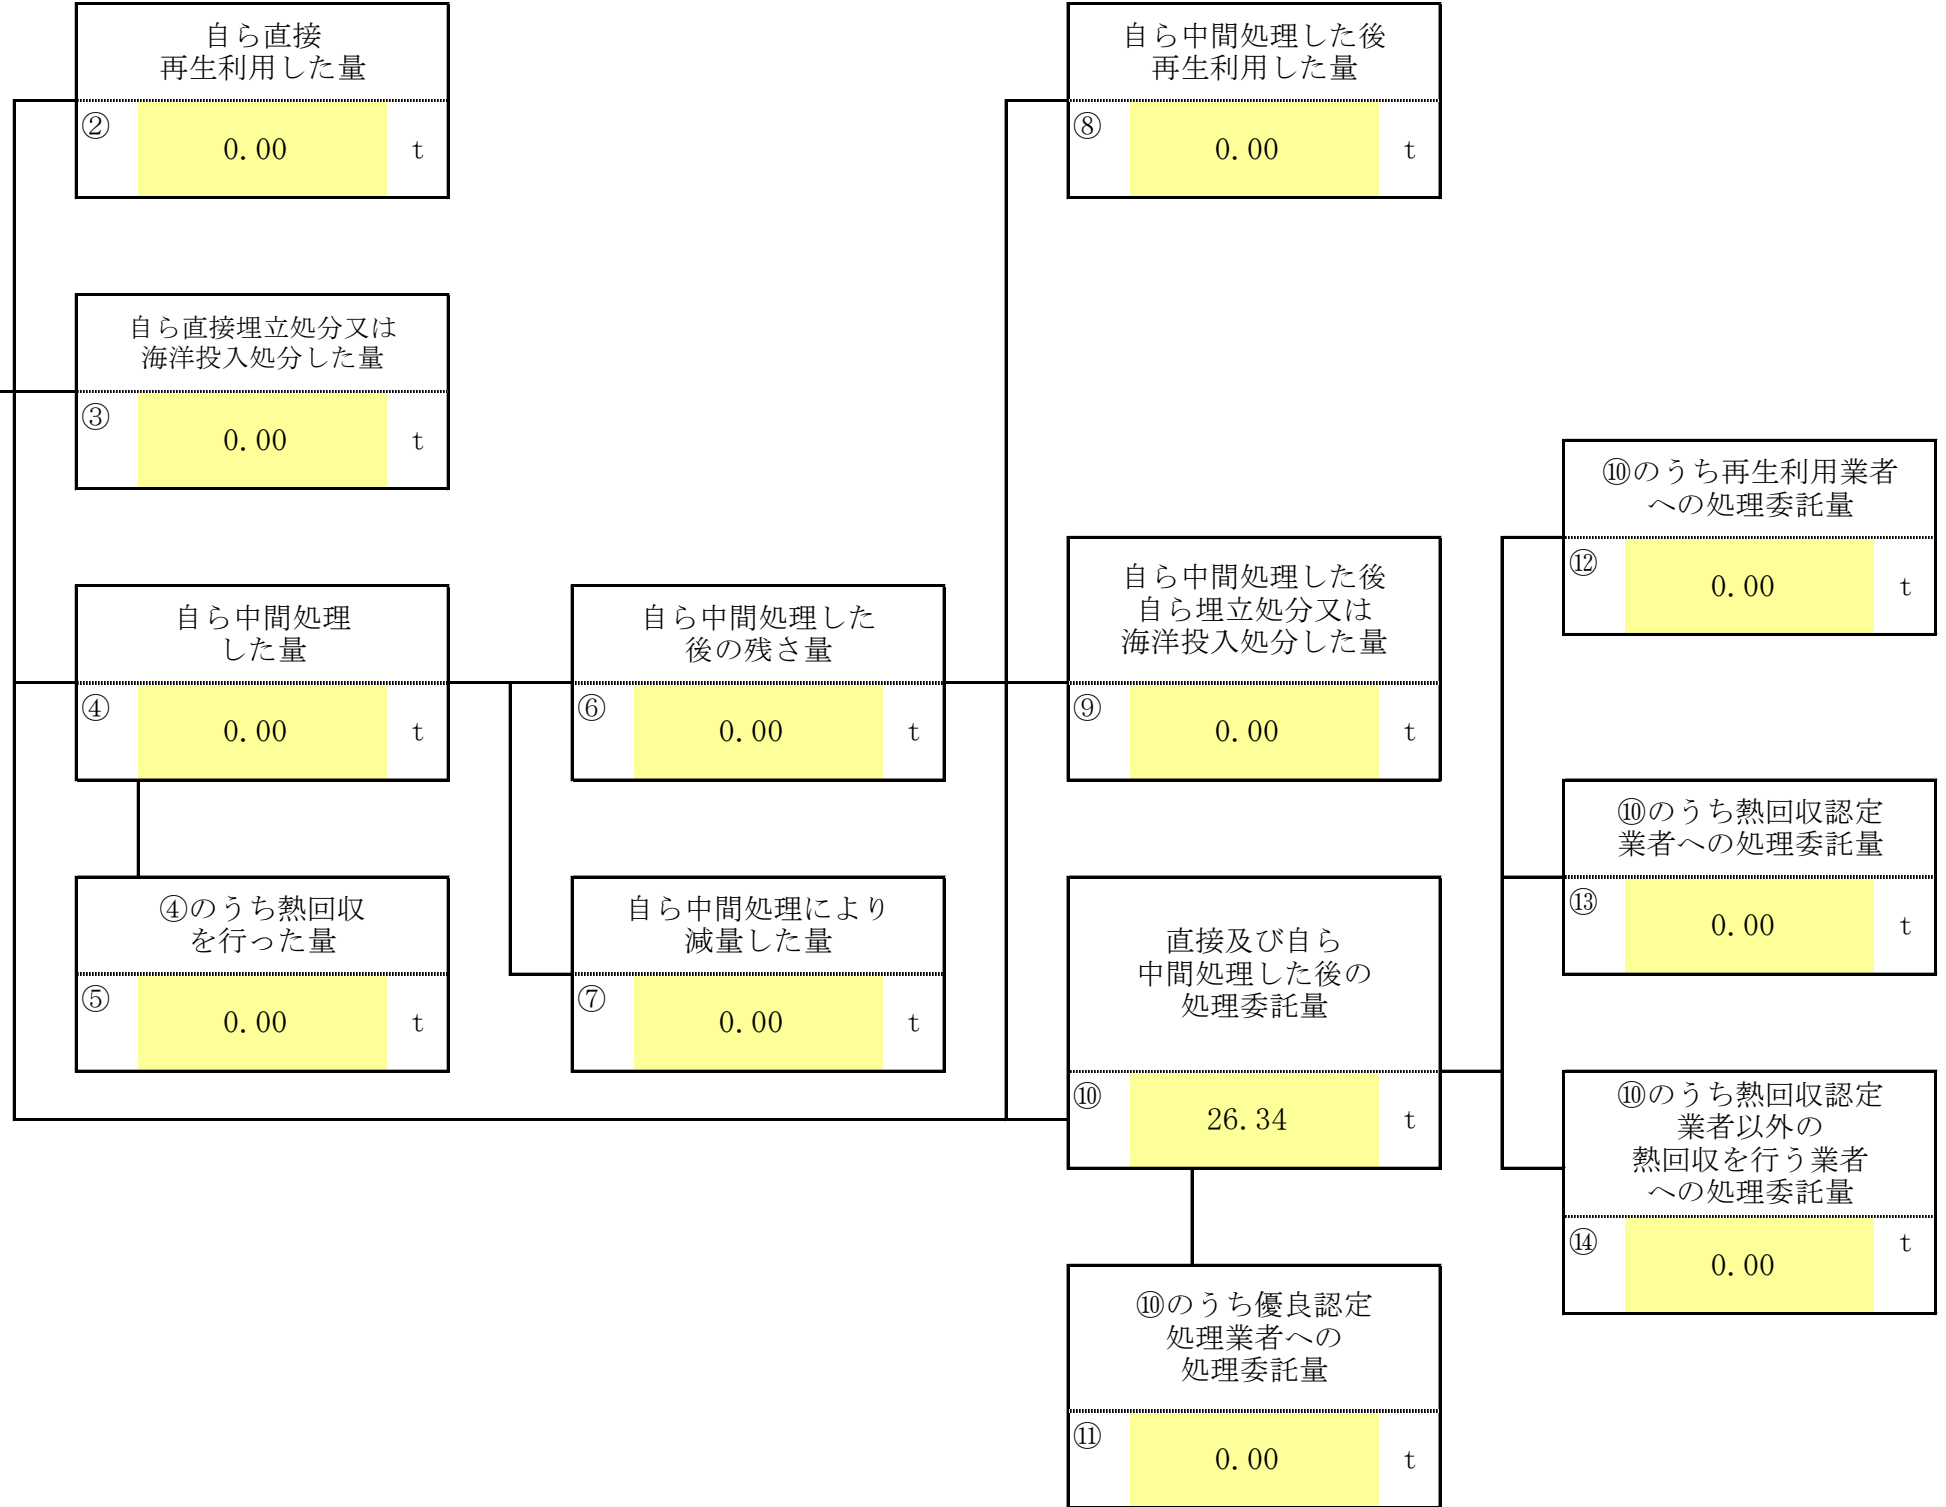 自ら直接
再生利用した量
②
0.00
t
自ら中間処理した後
再生利用した量
⑧
0.00
t
自ら直接埋立処分又は
海洋投入処分した量
③
0.00
t
⑩のうち再生利用業者
への処理委託量
⑫
0.00
t
自ら中間処理
した量
④
0.00
t
自ら中間処理した
後の残さ量
⑥
0.00
t
自ら中間処理した後
自ら埋立処分又は
海洋投入処分した量
⑨
0.00
t
⑩のうち熱回収認定
業者への処理委託量
⑬
0.00
t
④のうち熱回収
を行った量
⑤
0.00
t
自ら中間処理により
減量した量
⑦
0.00
t
直接及び自ら
中間処理した後の
処理委託量
⑩
26.34
t
⑩のうち熱回収認定
業者以外の
熱回収を行う業者
への処理委託量
⑭
0.00
t
⑩のうち優良認定
処理業者への
処理委託量
⑪
0.00
t